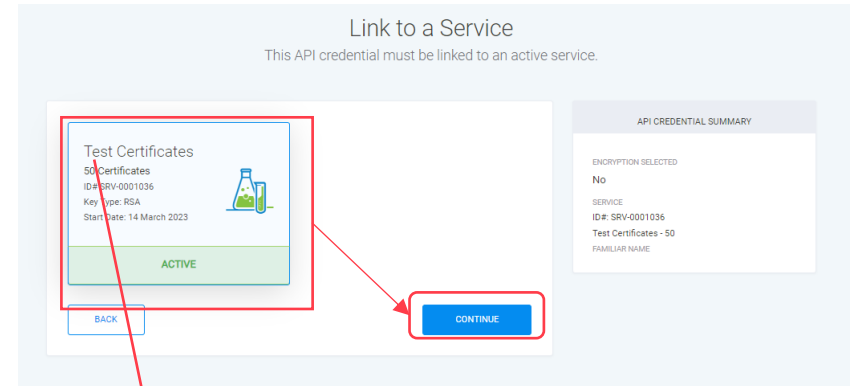 Link to a Service
This API credential must be linked to an active service.
Test Certificates
50 Certificates
ID# SRV-0001036
Key Type: RSA
Start Date: 14 March 2023
ACTIVE
BACK
CONTINUE
API CREDENTIAL SUMMARY
ENCRYPTION SELECTED
No
SERVICE
ID#: SRV-0001036
Test Certificates - 50
FAMILIAR NAME